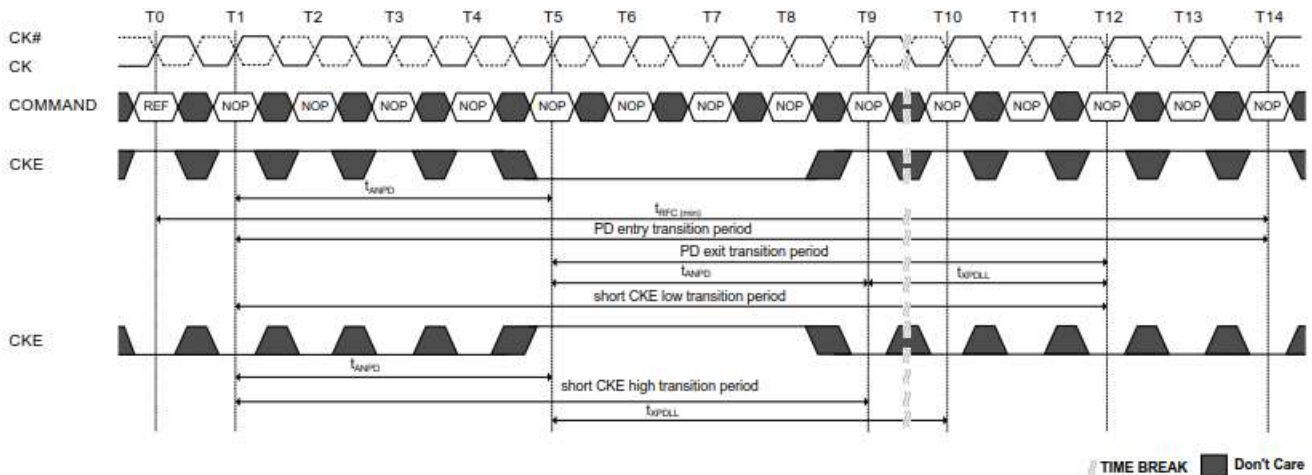 T0 T1 T2 T3 T4 T5 T6 T7 T8 T9 T10 T11 T12 T13 T14
CK#
CK
COMMAND REF NOP NOP NOP NOP NOP NOP NOP NOP NOP NOP NOP NOP NOP NOP
CKE
tANPD
tRFC (min)
PD entry transition period
PD exit transition period
tANPD tXPDLL
short CKE low transition period
CKE
tANPD
short CKE high transition period
tXPDLL
TIME BREAK Don't Care